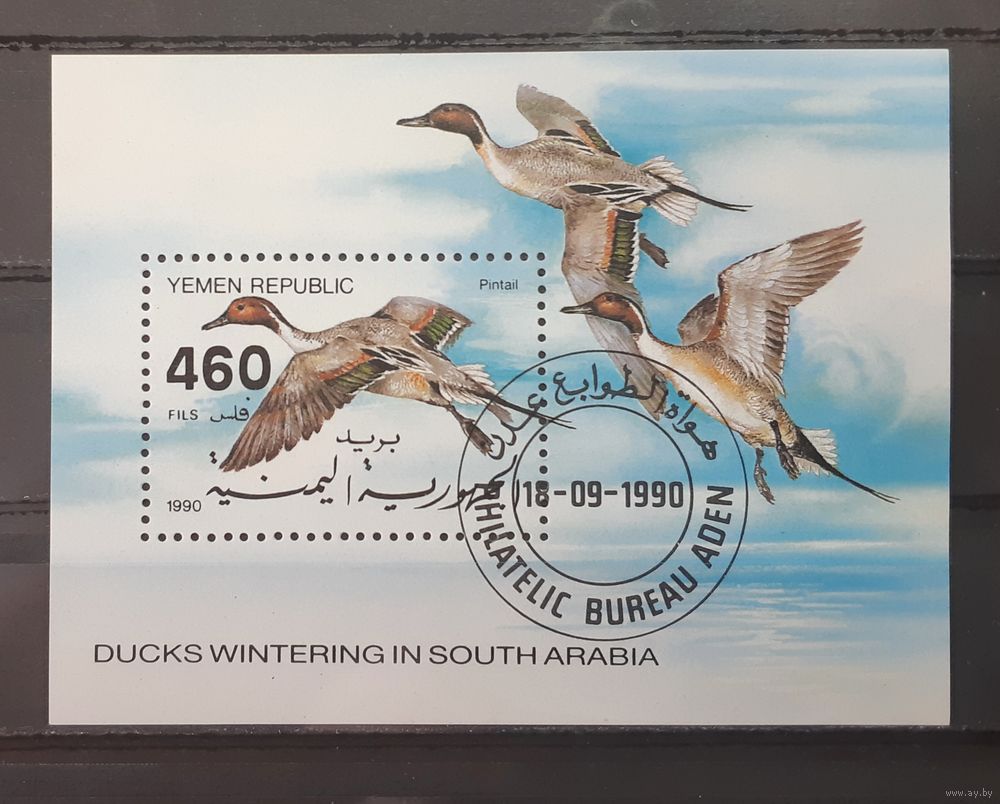 YEMEN REPUBLIC
Pintail
460
FILS فلس
بريد
الجمهورية اليمنية
1990
هواة الطوابع عدن
18-09-1990
PHILATELIC BUREAU ADEN
DUCKS WINTERING IN SOUTH ARABIA
www.ay.by